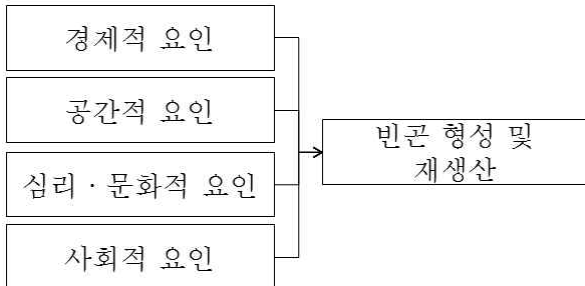 경제적 요인
공간적 요인
심리 · 문화적 요인
사회적 요인
빈곤 형성 및
재생산